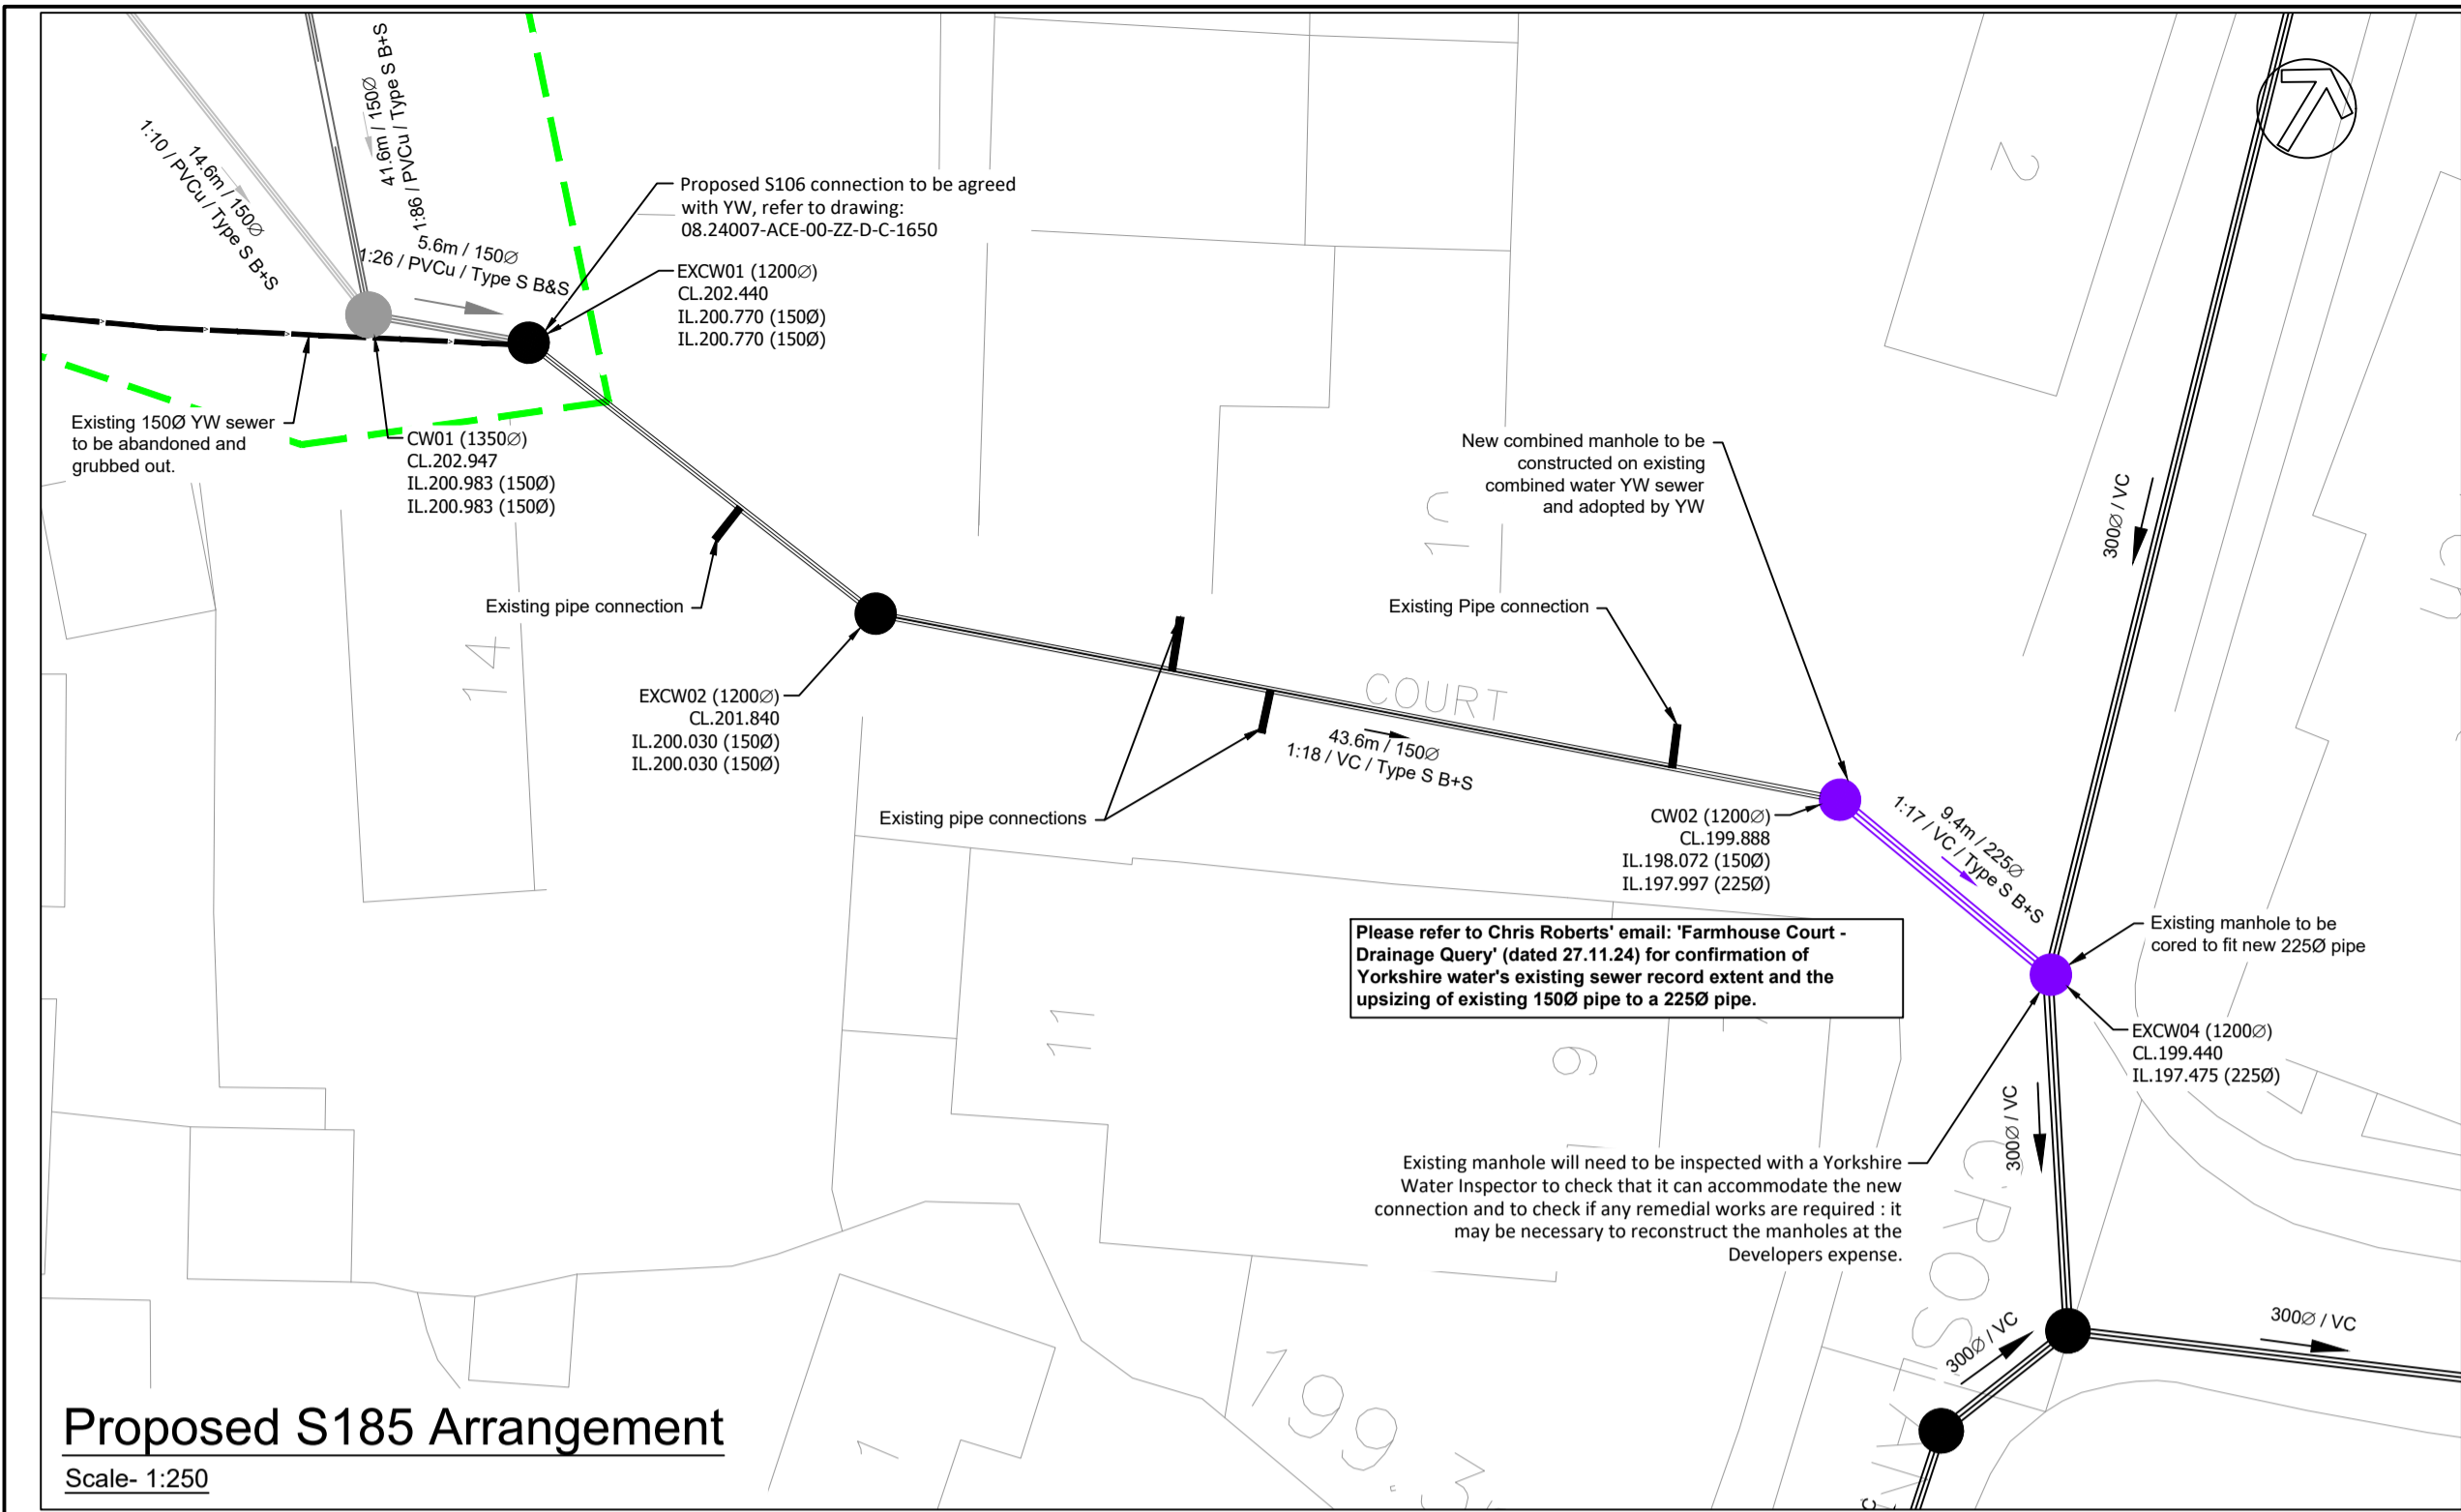 41.6m / 150Ø
1:86 / PVCu / Type S B+S
14.6m / 150Ø
1:10 / PVCu / Type S B+S
5.6m / 150Ø
1:26 / PVCu / Type S B&S
Proposed S106 connection to be agreed
with YW, refer to drawing:
08.24007-ACE-00-ZZ-D-C-1650
EXCW01 (1200Ø)
CL.202.440
IL.200.770 (150Ø)
IL.200.770 (150Ø)
Existing 150Ø YW sewer
to be abandoned and
grubbed out.
CW01 (1350Ø)
CL.202.947
IL.200.983 (150Ø)
IL.200.983 (150Ø)
2
New combined manhole to be
constructed on existing
combined water YW sewer
and adopted by YW
300Ø / VC
10
Existing pipe connection
Existing Pipe connection
14
EXCW02 (1200Ø)
CL.201.840
IL.200.030 (150Ø)
IL.200.030 (150Ø)
COURT
43.6m / 150Ø
1:18 / VC / Type S B+S
Existing pipe connections
CW02 (1200Ø)
CL.199.888
IL.198.072 (150Ø)
IL.197.997 (225Ø)
9.4m / 225Ø
1:17 / VC / Type S B+S
Please refer to Chris Roberts' email: 'Farmhouse Court -
Drainage Query' (dated 27.11.24) for confirmation of
Yorkshire water's existing sewer record extent and the
upsizing of existing 150Ø pipe to a 225Ø pipe.
Existing manhole to be
cored to fit new 225Ø pipe
11
9
EXCW04 (1200Ø)
CL.199.440
IL.197.475 (225Ø)
300Ø / VC
Existing manhole will need to be inspected with a Yorkshire
Water Inspector to check that it can accommodate the new
connection and to check if any remedial works are required : it
may be necessary to reconstruct the manholes at the
Developers expense.
300Ø / VC
300Ø / VC
1
199.3
Proposed S185 Arrangement
Scale- 1:250